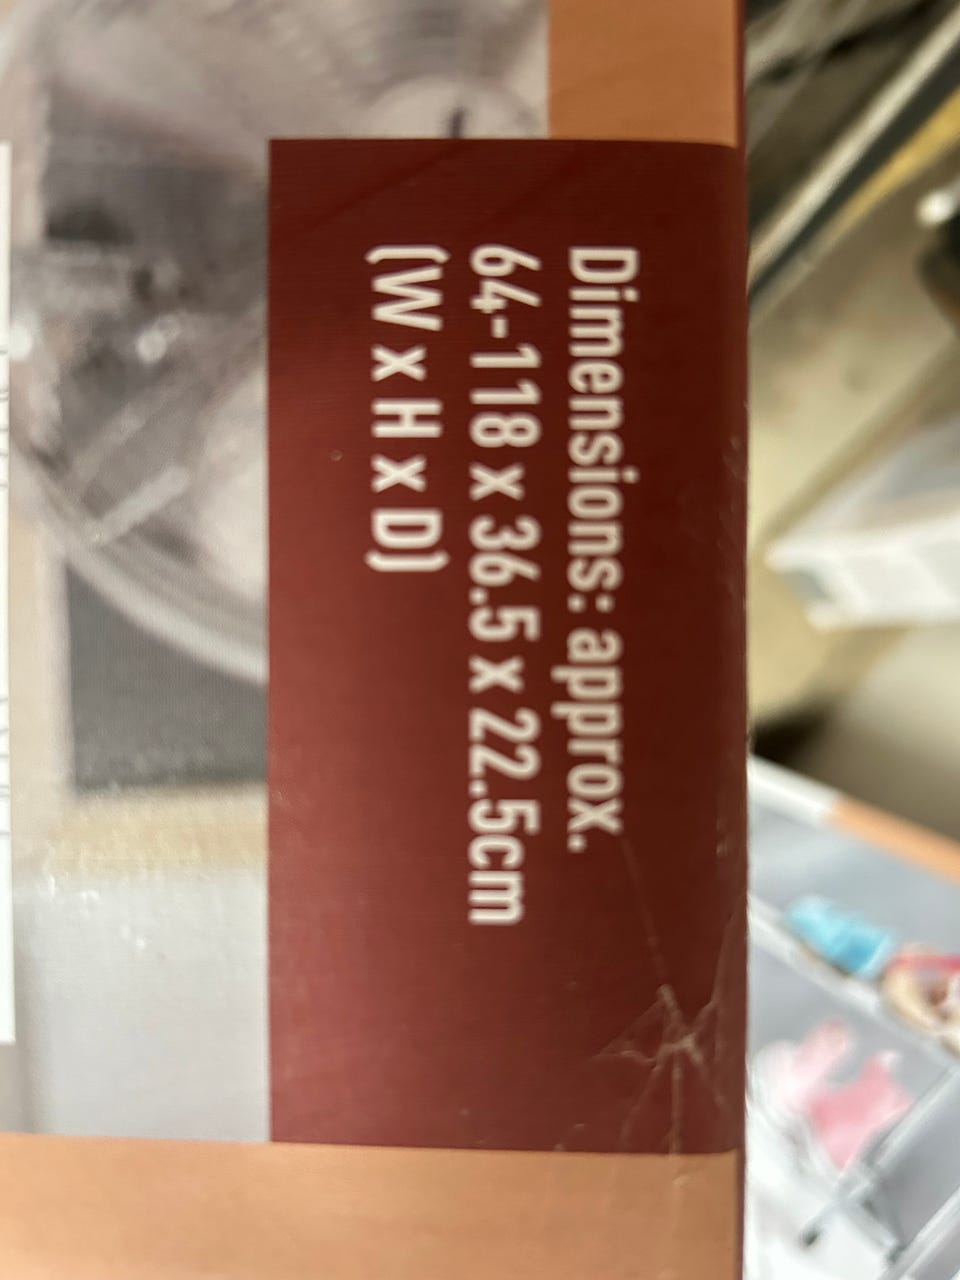 Dimensions: approx.
64-118 x 36.5 x 22.5cm
(W x H x D)